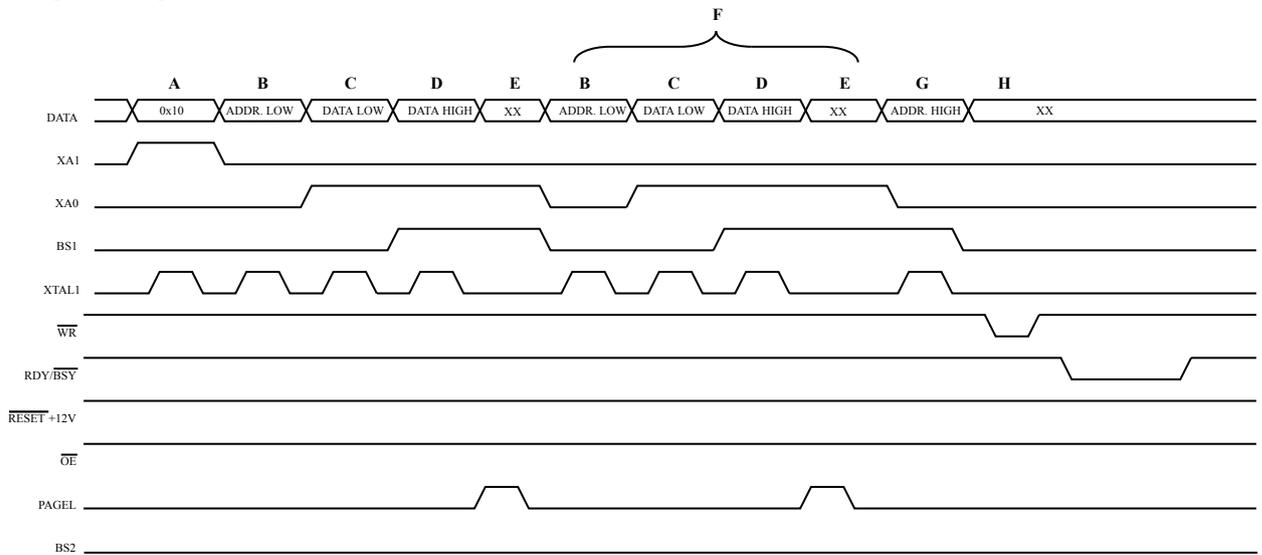 F
A B C D E B C D E G H
DATA 0x10 ADDR. LOW DATA LOW DATA HIGH XX ADDR. LOW DATA LOW DATA HIGH XX ADDR. HIGH XX
XA1
XA0
BS1
XTAL1
WR
RDY/BSY
RESET +12V
OE
PAGEL
BS2